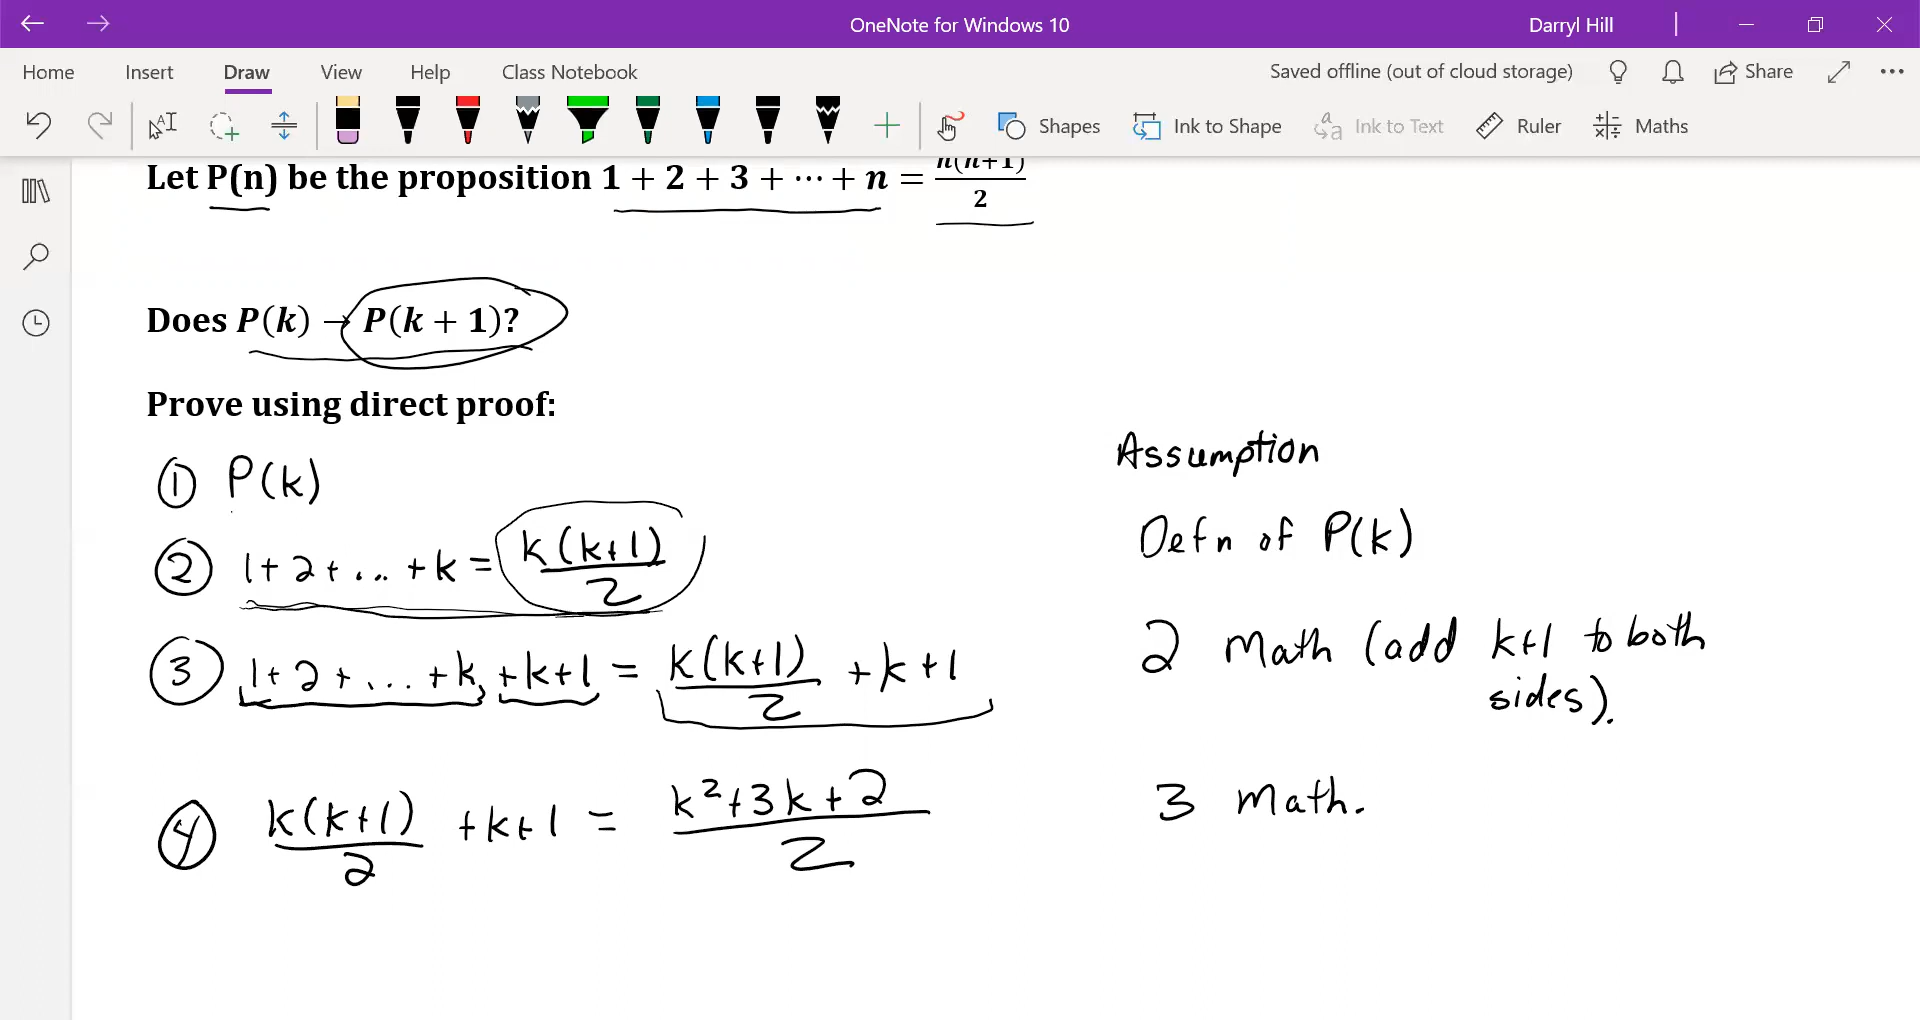 OneNote for Windows 10
Darryl Hill
Home Insert Draw View Help Class Notebook
Saved offline (out of cloud storage)
Share
Shapes Ink to Shape Ink to Text Ruler Maths
Let P(n) be the proposition 1 + 2 + 3 + ⋯ + n = n(n+1)/2
Does P(k) → P(k + 1)?
Prove using direct proof:
① P(k) Assumption
② 1+2+...+k = k(k+1)/2 Defn of P(k)
③ 1+2+...+k+k+1 = k(k+1)/2 +k+1 2 Math (add k+1 to both
sides).
④ k(k+1)/2 +k+1 = k²+3k+2/2 3 Math.